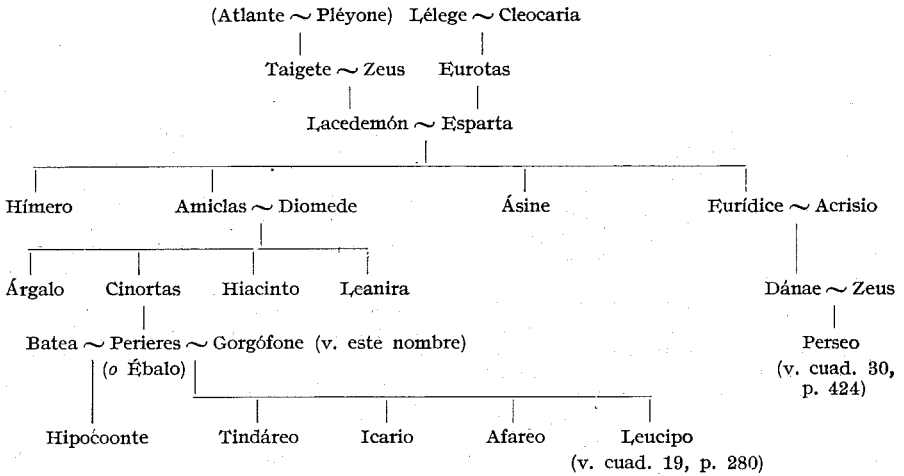 (Atlante ~ Pléyone) Lélege ~ Cleocaria
Taigete ~ Zeus Eurotas
Lacedemón ~ Esparta
Hímero Amiclas ~ Diomede Ásine Eurídice ~ Acrisio
Árgalo Cinortas Hiacinto Leanira Dánae ~ Zeus
Batea ~ Perieres ~ Gorgófone (v. este nombre) Perseo
(o Ébalo) (v. cuad. 30,
p. 424)
Hipocoonte Tindáreo Icario Afareo Leucipo
(v. cuad. 19, p. 280)